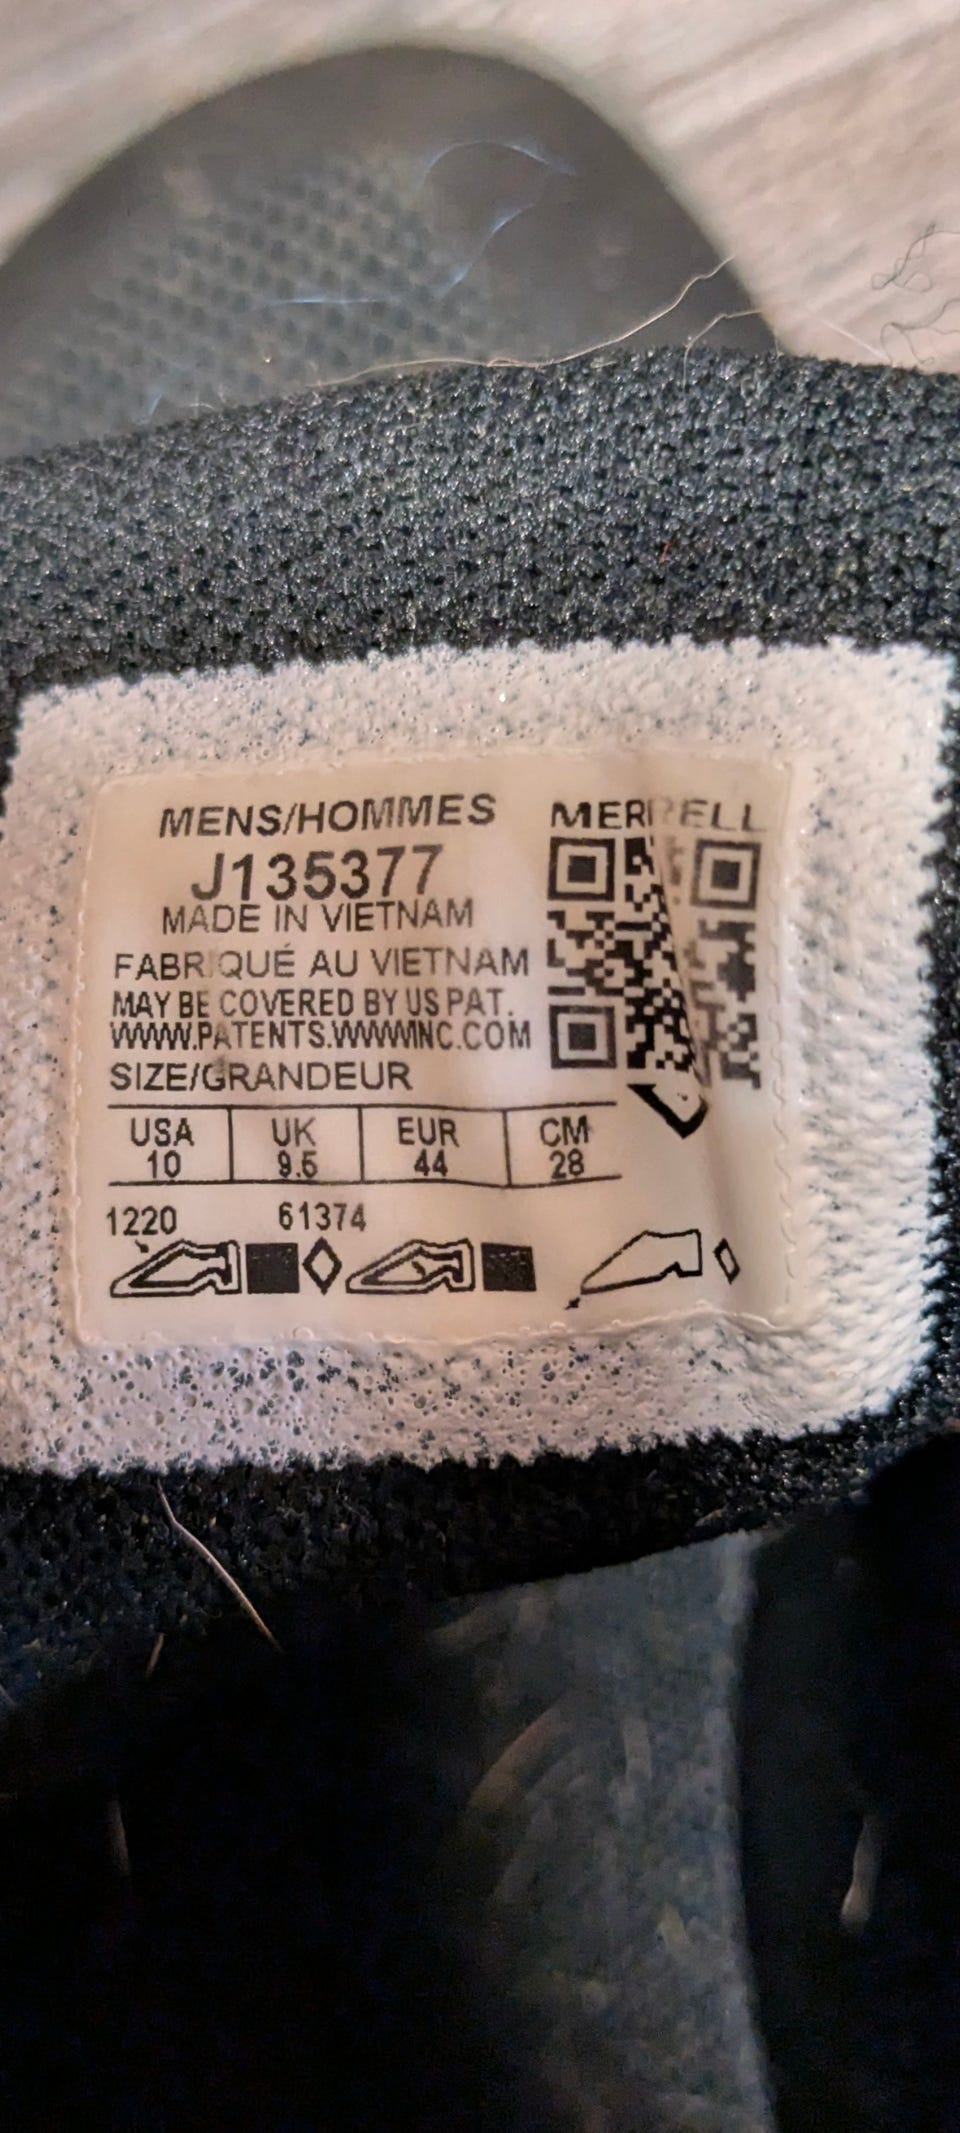 MENS/HOMMES
J135377
MADE IN VIETNAM
FABRIQUÉ AU VIETNAM
MAY BE COVERED BY US PAT.
WWW.PATENTS.WWWINC.COM
SIZE/GRANDEUR
USA UK EUR CM
10 9.5 44 28
1220 61374
MERRELL